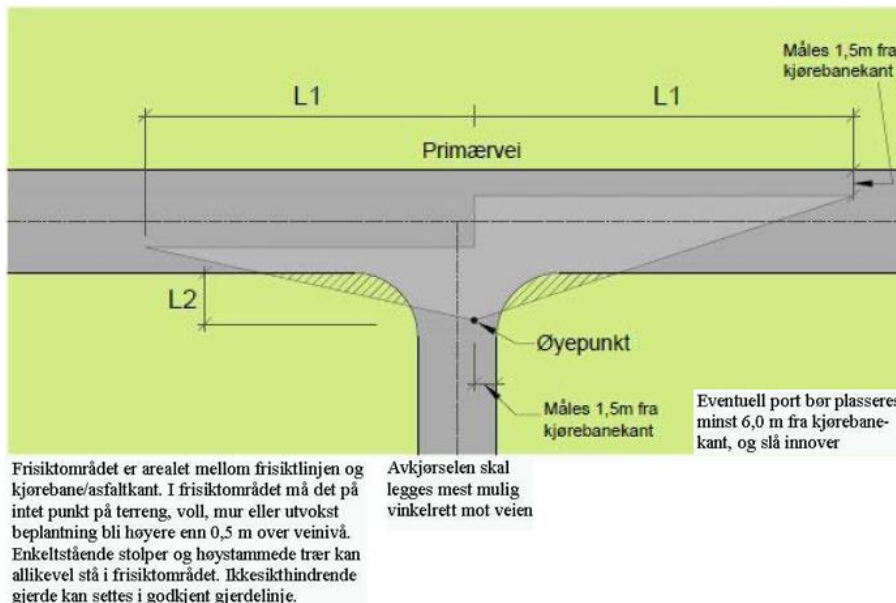 Måles 1,5m fra
kjørebanekant
L1
L1
Primærvei
L2
Øyepunkt
Måles 1,5m fra
kjørebanekant
Eventuell port bør plasseres
minst 6,0 m fra kjørebane-
kant, og slå innover
Frisiktområdet er arealet mellom frisiktlinjen og
kjørebane/asfaltkant. I frisiktområdet må det på
intet punkt på terreng, voll, mur eller utvokst
beplantning bli høyere enn 0,5 m over veinivå.
Enkeltstående stolper og høystammede trær kan
allikevel stå i frisiktområdet. Ikkesikthindrende
gjerde kan settes i godkjent gjerdelinje.
Avkjørselen skal
legges mest mulig
vinkelrett mot veien